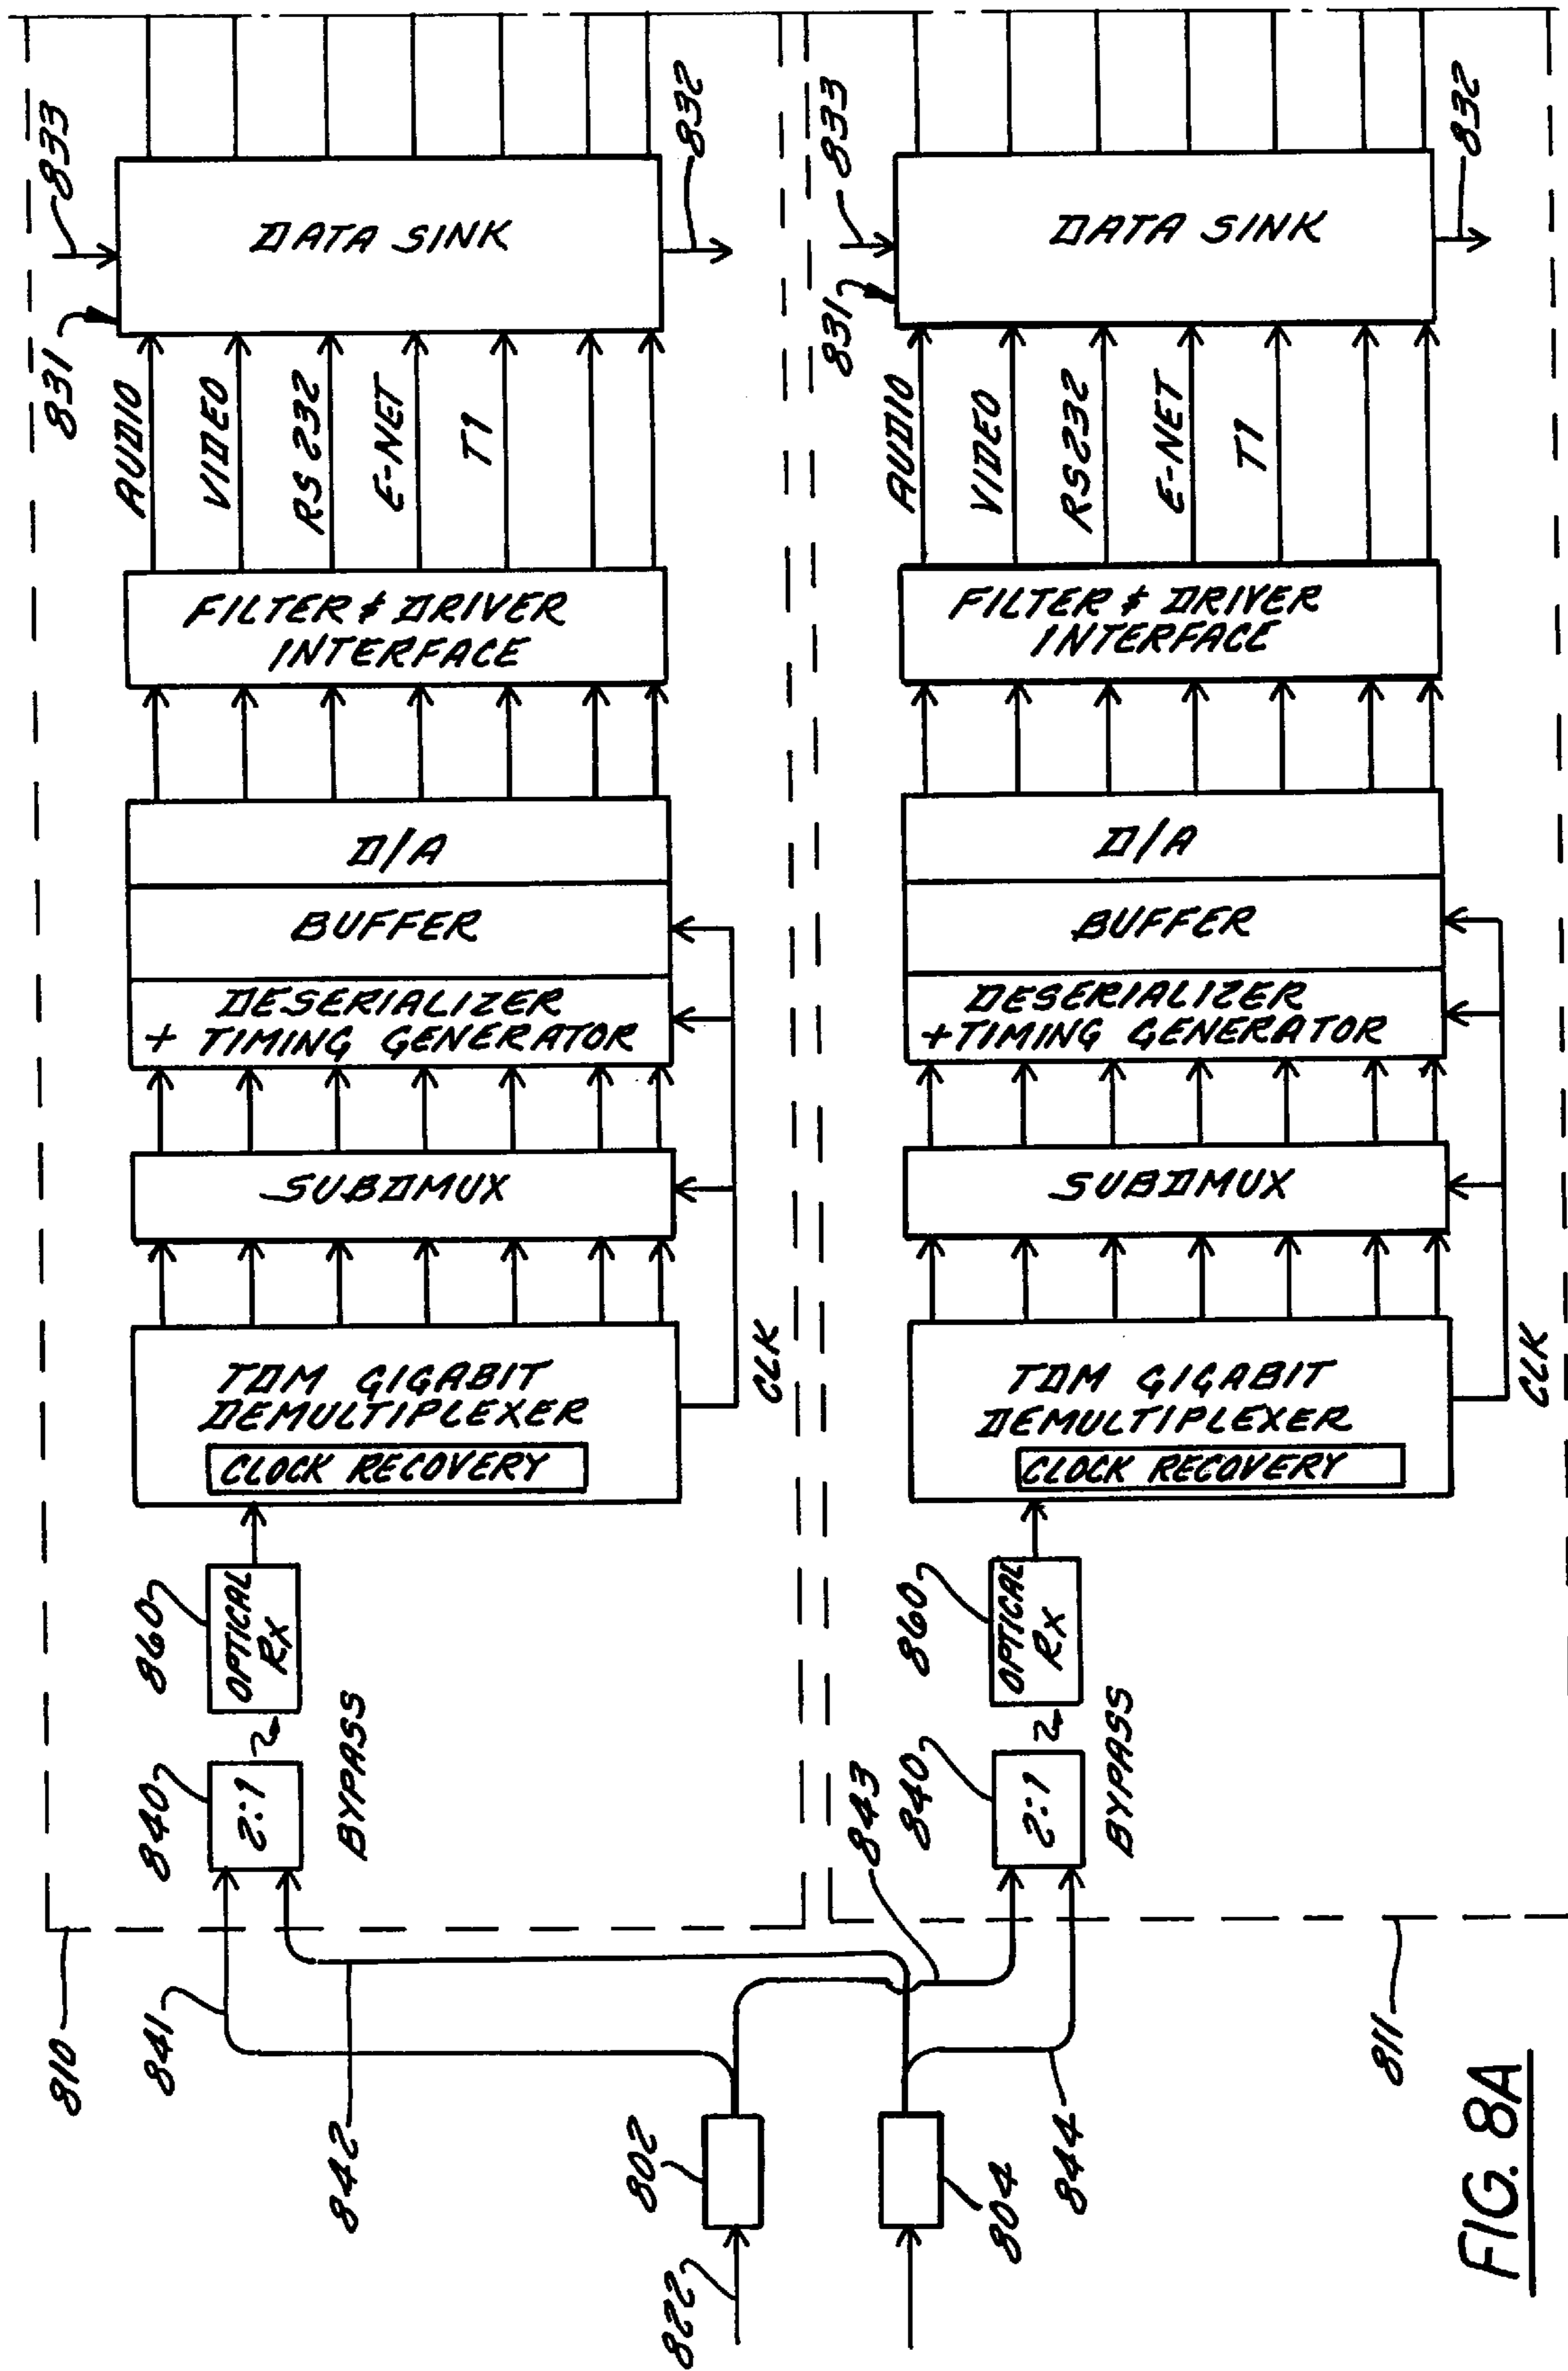 810
841
842
802
822
804
844
843
811
840
2:1
BYPASS
860
OPTICAL
RX
TDM GIGABIT
DEMULTIPLEXER
CLOCK RECOVERY
CLK
SUBDMUX
DESERIALIZER
+ TIMING GENERATOR
BUFFER
D/A
FILTER & DRIVER
INTERFACE
AUDIO
VIDEO
RS232
E-NET
T1
831
DATA SINK
833
832
840
2:1
BYPASS
860
OPTICAL
RX
TDM GIGABIT
DEMULTIPLEXER
CLOCK RECOVERY
CLK
SUBDMUX
DESERIALIZER
+TIMING GENERATOR
BUFFER
D/A
FILTER & DRIVER
INTERFACE
AUDIO
VIDEO
RS232
E-NET
T1
831
DATA SINK
833
832
FIG. 8A